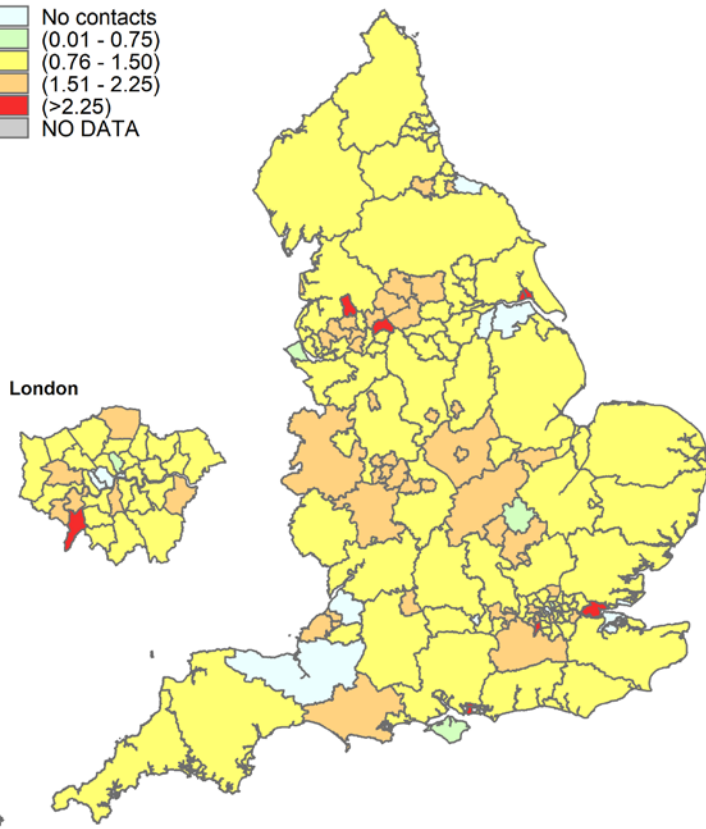 No contacts
(0.01 - 0.75)
(0.76 - 1.50)
(1.51 - 2.25)
(>2.25)
NO DATA
London